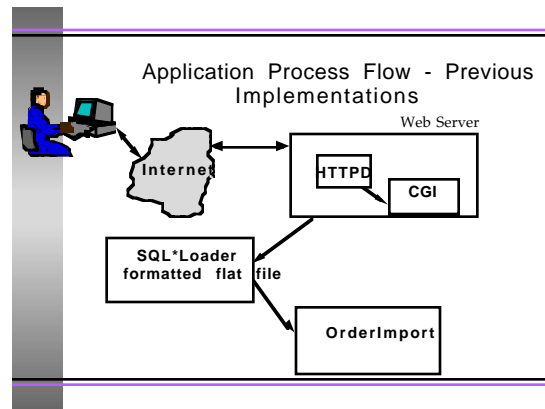 Application Process Flow - Previous
Implementations
Web Server
Internet
HTTPD
CGI
SQL*Loader
formatted flat file
OrderImport